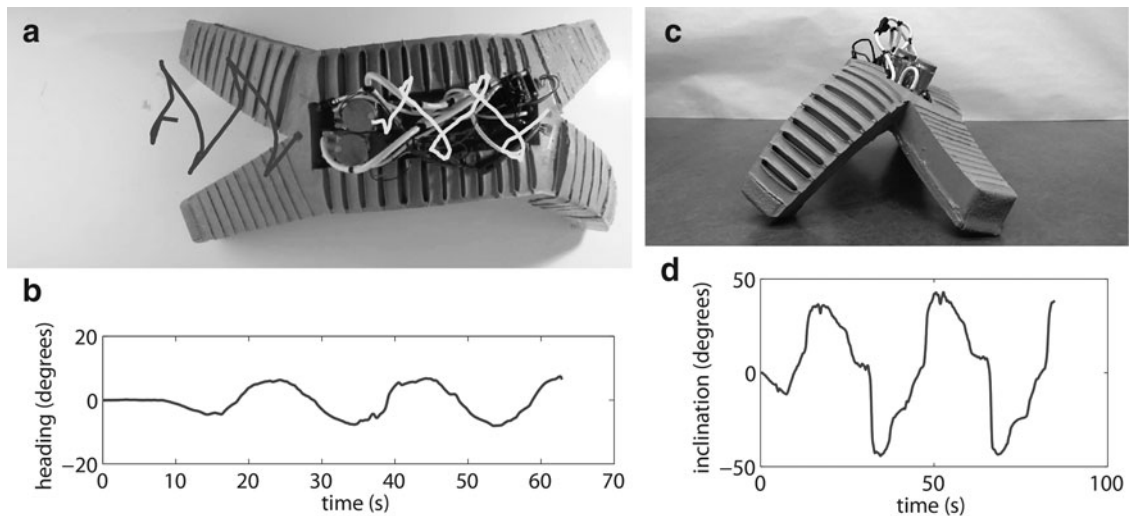 a
c
b
20
0
−20
heading (degrees)
0 10 20 30 40 50 60 70
time (s)
d
50
0
−50
inclination (degrees)
0 50 100
time (s)